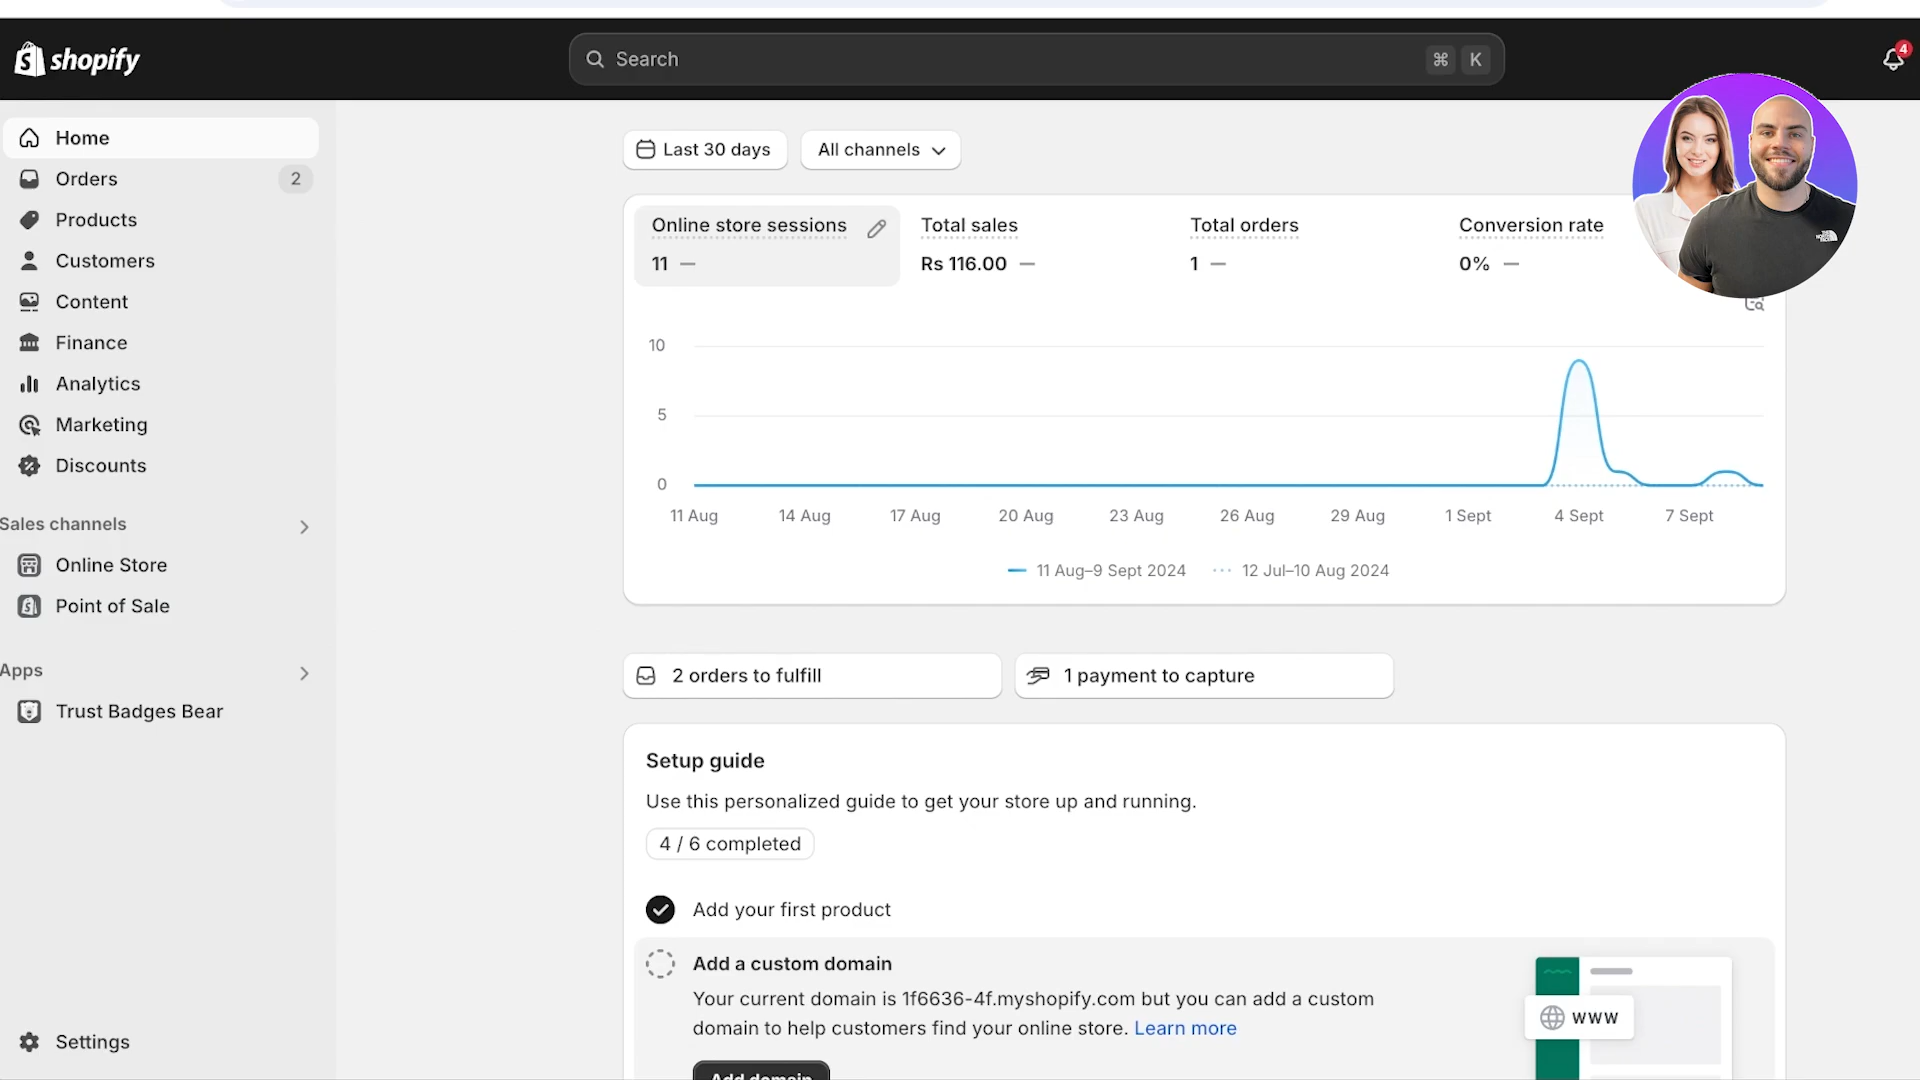 shopify
Search
⌘ K
4
Home
Orders 2
Products
Customers
Content
Finance
Analytics
Marketing
Discounts
Sales channels
Online Store
Point of Sale
Apps
Trust Badges Bear
Settings
Last 30 days All channels
Online store sessions Total sales Total orders Conversion rate
11 — Rs 116.00 — 1 — 0% —
10
5
0
11 Aug 14 Aug 17 Aug 20 Aug 23 Aug 26 Aug 29 Aug 1 Sept 4 Sept 7 Sept
11 Aug–9 Sept 2024 12 Jul–10 Aug 2024
2 orders to fulfill 1 payment to capture
Setup guide
Use this personalized guide to get your store up and running.
4 / 6 completed
Add your first product
Add a custom domain
Your current domain is 1f6636-4f.myshopify.com but you can add a custom
domain to help customers find your online store. Learn more
www
Add domain